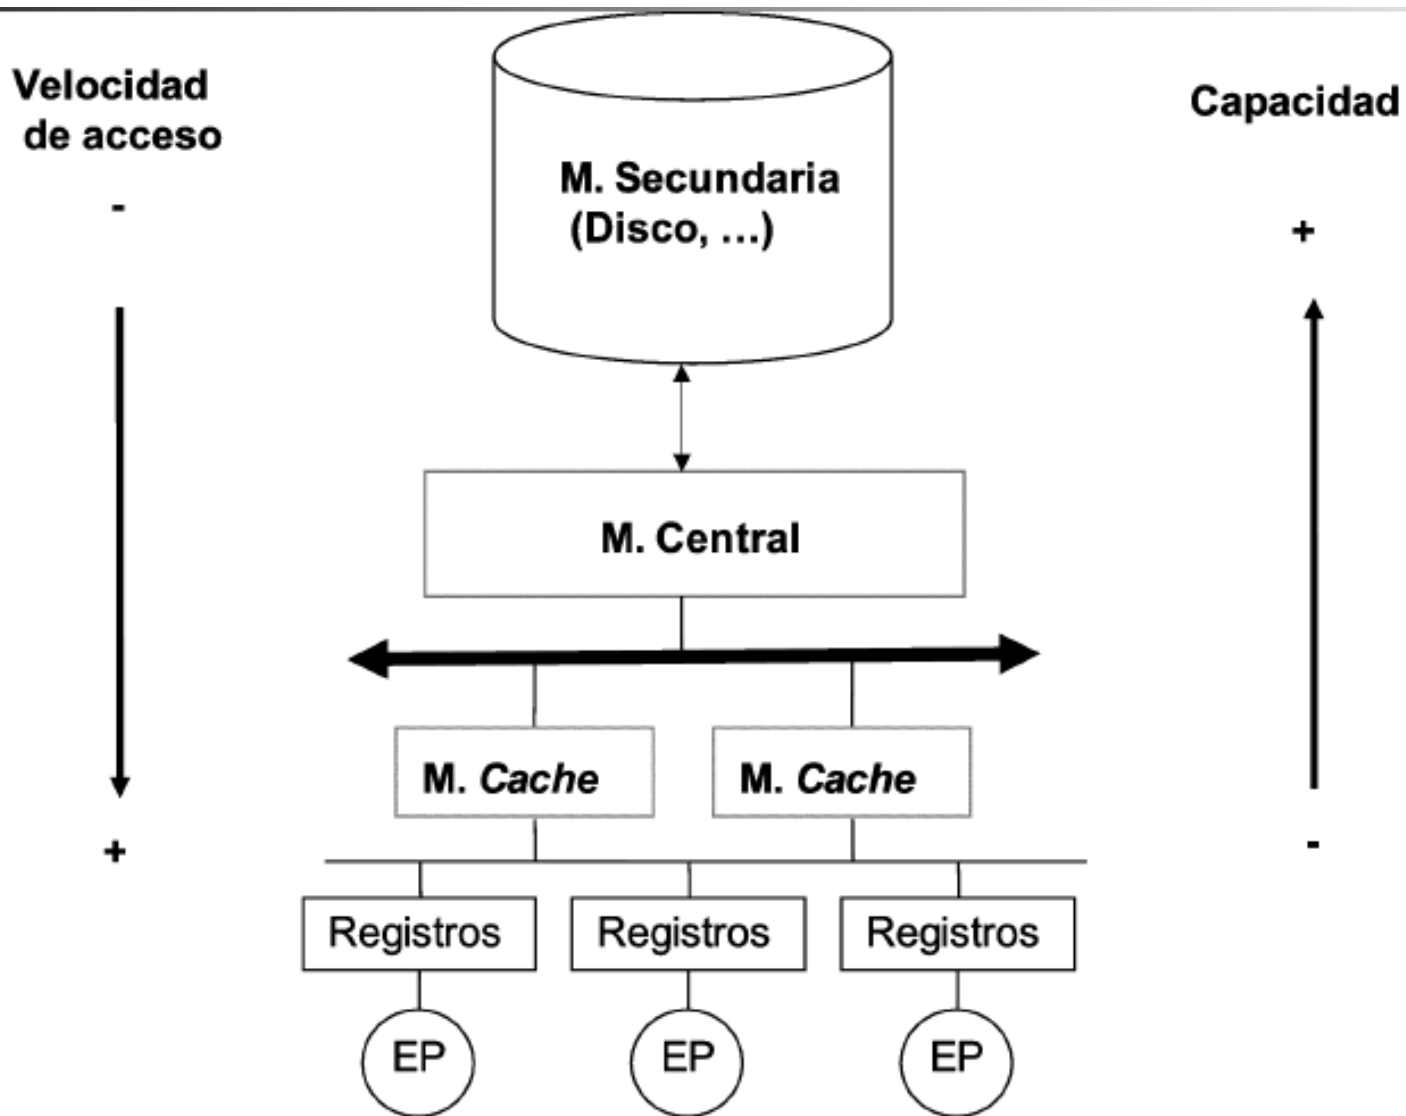 Velocidad
de acceso
-
+
Capacidad
+
-
M. Secundaria
(Disco, ...)
M. Central
M. Cache
M. Cache
Registros
Registros
Registros
EP
EP
EP